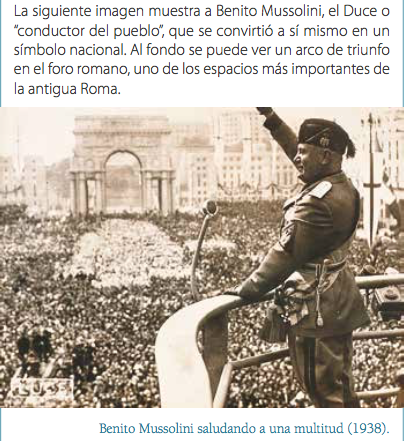 La siguiente imagen muestra a Benito Mussolini, el Duce o
“conductor del pueblo”, que se convirtió a sí mismo en un
símbolo nacional. Al fondo se puede ver un arco de triunfo
en el foro romano, uno de los espacios más importantes de
la antigua Roma.
Benito Mussolini saludando a una multitud (1938).